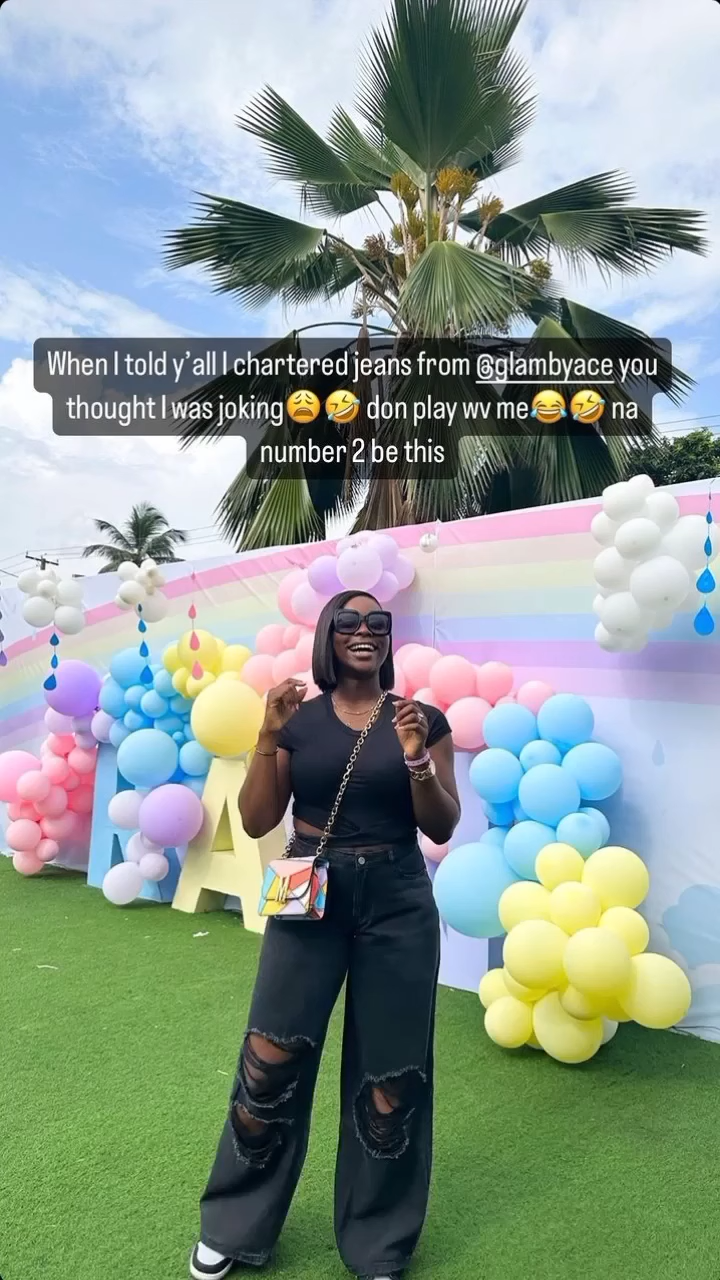 When I told y'all I chartered jeans from @glambyace you
thought I was joking😩🤣 don play wv me😂🤣 na
number 2 be this
A
A